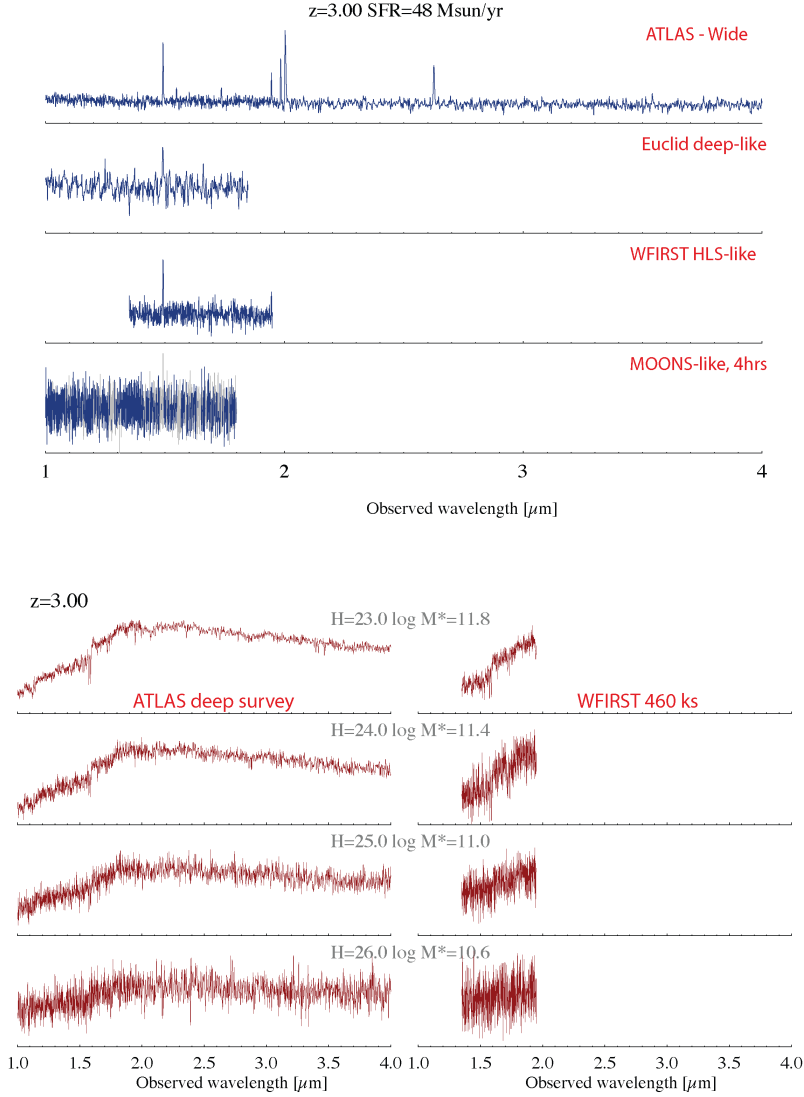 z=3.00 SFR=48 Msun/yr
ATLAS - Wide
Euclid deep-like
WFIRST HLS-like
MOONS-like, 4hrs
1 2 3 4
Observed wavelength [μm]
z=3.00
H=23.0 log M*=11.8
ATLAS deep survey WFIRST 460 ks
H=24.0 log M*=11.4
H=25.0 log M*=11.0
H=26.0 log M*=10.6
1.0 1.5 2.0 2.5 3.0 3.5 4.0 1.0 1.5 2.0 2.5 3.0 3.5 4.0
Observed wavelength [μm] Observed wavelength [μm]